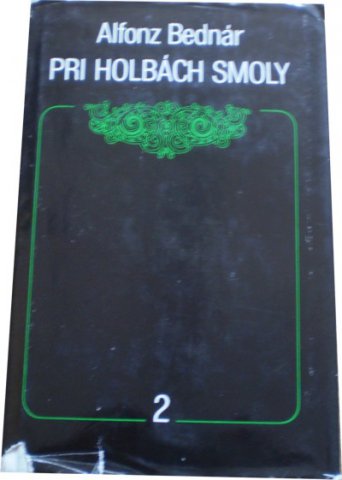 Alfonz Bednár
PRI HOLBÁCH SMOLY
2